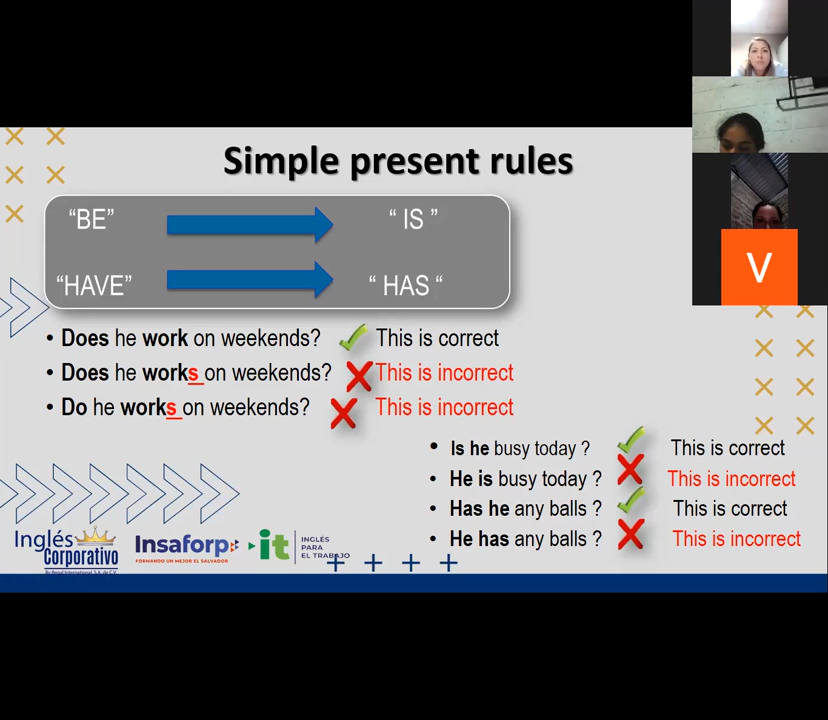 Simple present rules
"BE" " IS "
"HAVE" " HAS "
• Does he work on weekends? This is correct
• Does he works on weekends? This is incorrect
• Do he works on weekends? This is incorrect
• Is he busy today ? This is correct
• He is busy today ? This is incorrect
• Has he any balls ? This is correct
• He has any balls ? This is incorrect
Inglés
Corporativo
Insaforp
FORMANDO UN MEJOR EL SALVADOR
it
INGLÉS
PARA
EL TRABAJO
V